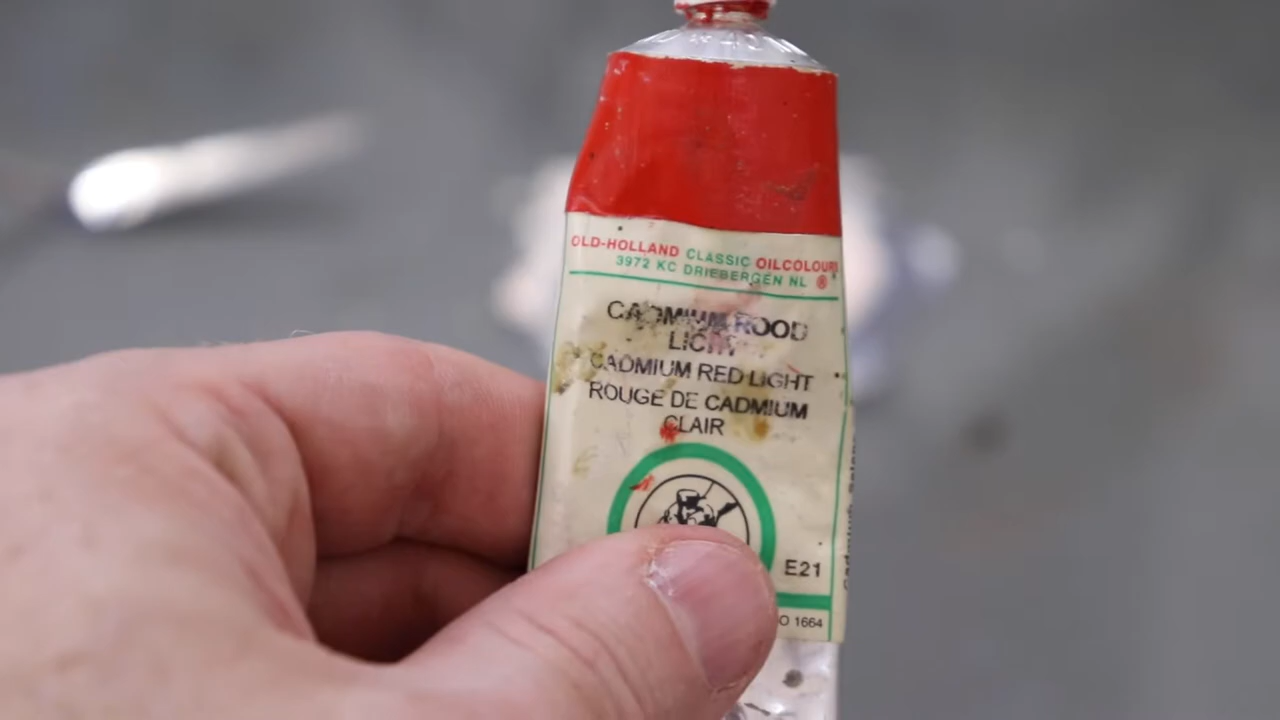 OLD-HOLLAND CLASSIC OILCOLOURS
3972 KC DRIEBERGEN NL ®
CADMIUM ROOD
LICHT
CADMIUM RED LIGHT
ROUGE DE CADMIUM
CLAIR
E21
1664